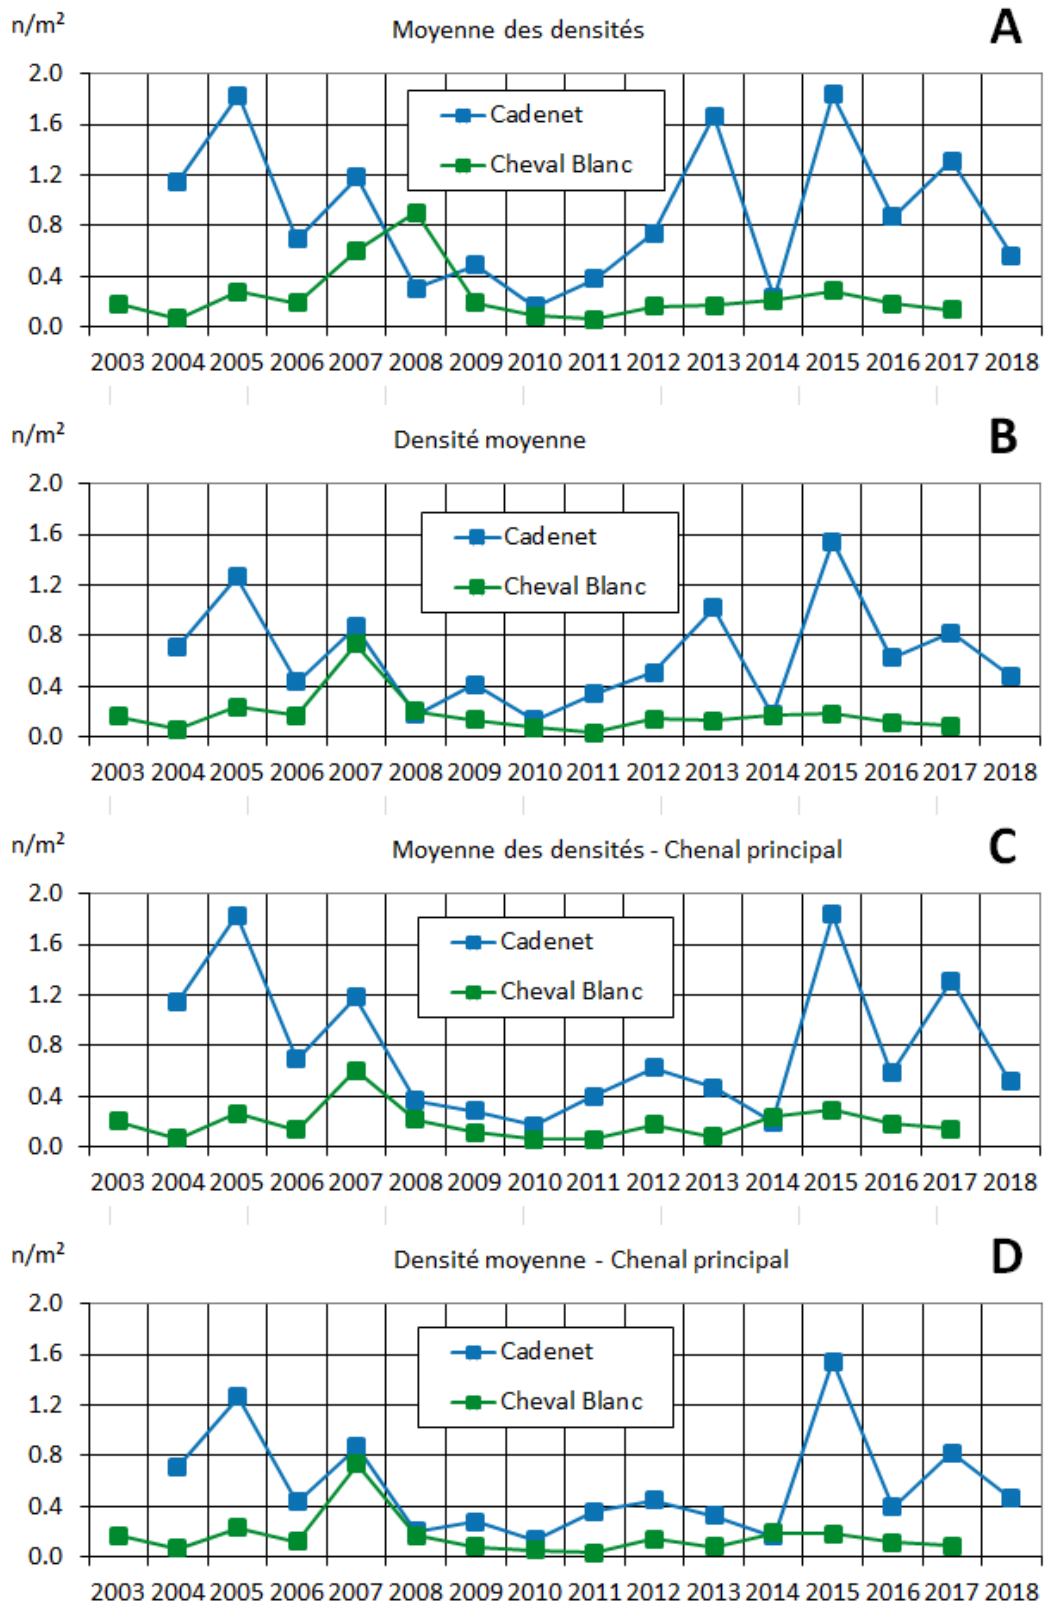 n/m²
Moyenne des densités
A
2.0
1.6
1.2
0.8
0.4
0.0
Cadenet
Cheval Blanc
2003 2004 2005 2006 2007 2008 2009 2010 2011 2012 2013 2014 2015 2016 2017 2018
n/m²
Densité moyenne
B
2.0
1.6
1.2
0.8
0.4
0.0
Cadenet
Cheval Blanc
2003 2004 2005 2006 2007 2008 2009 2010 2011 2012 2013 2014 2015 2016 2017 2018
n/m²
Moyenne des densités - Chenal principal
C
2.0
1.6
1.2
0.8
0.4
0.0
Cadenet
Cheval Blanc
2003 2004 2005 2006 2007 2008 2009 2010 2011 2012 2013 2014 2015 2016 2017 2018
n/m²
Densité moyenne - Chenal principal
D
2.0
1.6
1.2
0.8
0.4
0.0
Cadenet
Cheval Blanc
2003 2004 2005 2006 2007 2008 2009 2010 2011 2012 2013 2014 2015 2016 2017 2018